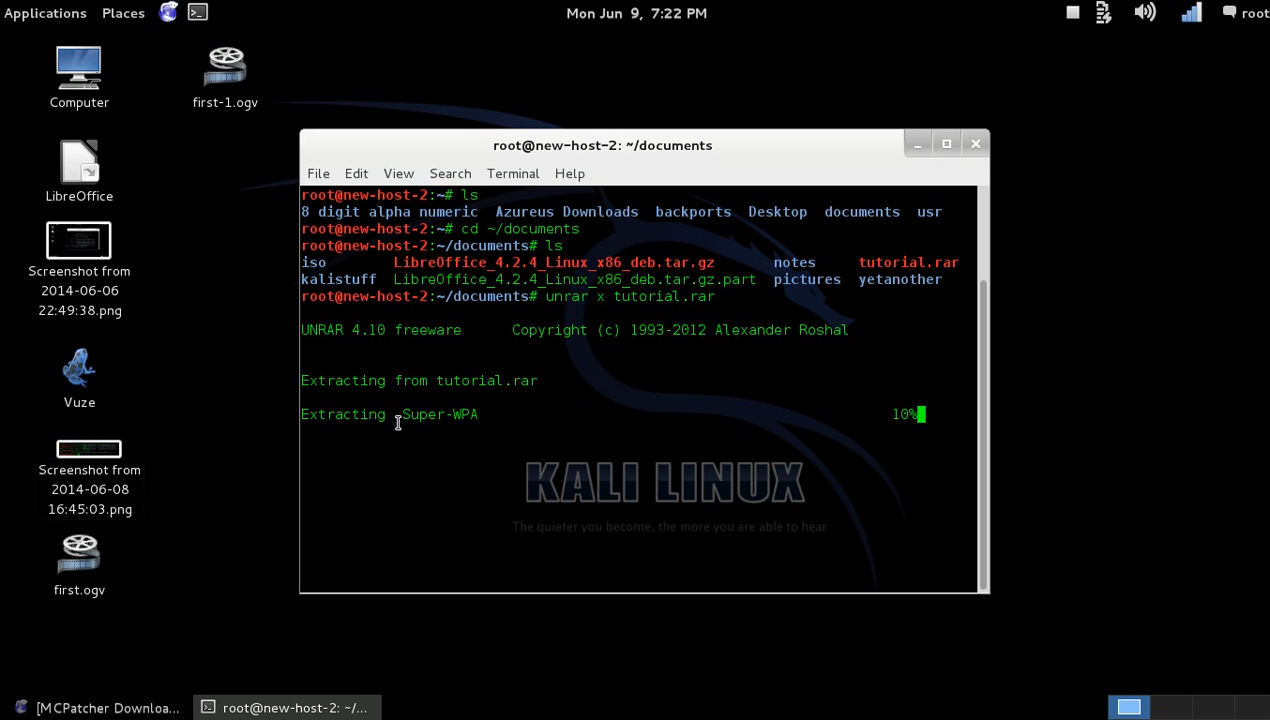 Applications Places Mon Jun 9, 7:22 PM root
Computer
first-1.ogv
LibreOffice
Screenshot from
2014-06-06
22:49:38.png
Vuze
Screenshot from
2014-06-08
16:45:03.png
first.ogv
root@new-host-2: ~/documents
File Edit View Search Terminal Help
root@new-host-2:~# ls
8 digit alpha numeric Azureus Downloads backports Desktop documents usr
root@new-host-2:~# cd ~/documents
root@new-host-2:~/documents# ls
iso LibreOffice_4.2.4_Linux_x86_deb.tar.gz notes tutorial.rar
kalistuff LibreOffice_4.2.4_Linux_x86_deb.tar.gz.part pictures yetanother
root@new-host-2:~/documents# unrar x tutorial.rar
UNRAR 4.10 freeware Copyright (c) 1993-2012 Alexander Roshal
Extracting from tutorial.rar
Extracting Super-WPA 10%
KALI LINUX
The quieter you become, the more you are able to hear.
[MCPatcher Downloa... root@new-host-2: ~/...